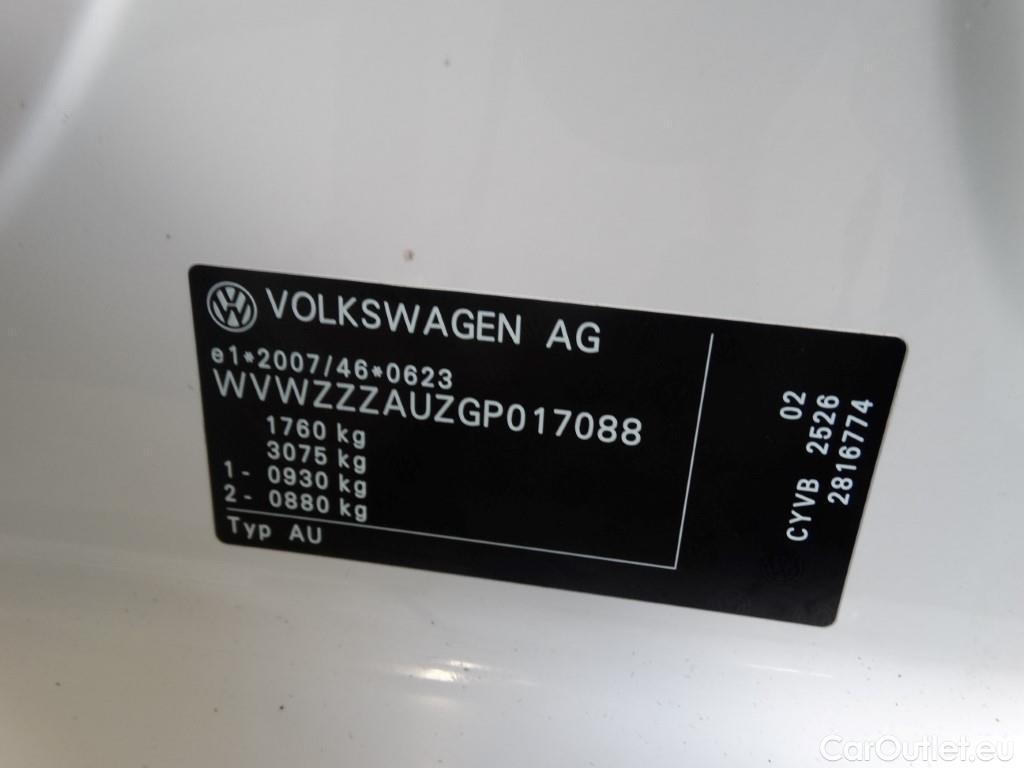 VOLKSWAGEN AG
e1*2007/46*0623
WVWZZZAUZGP017088
1760 kg
3075 kg
1- 0930 kg
2- 0880 kg
Typ AU
02
CYVB 2526
2816774
CarOutlet.eu